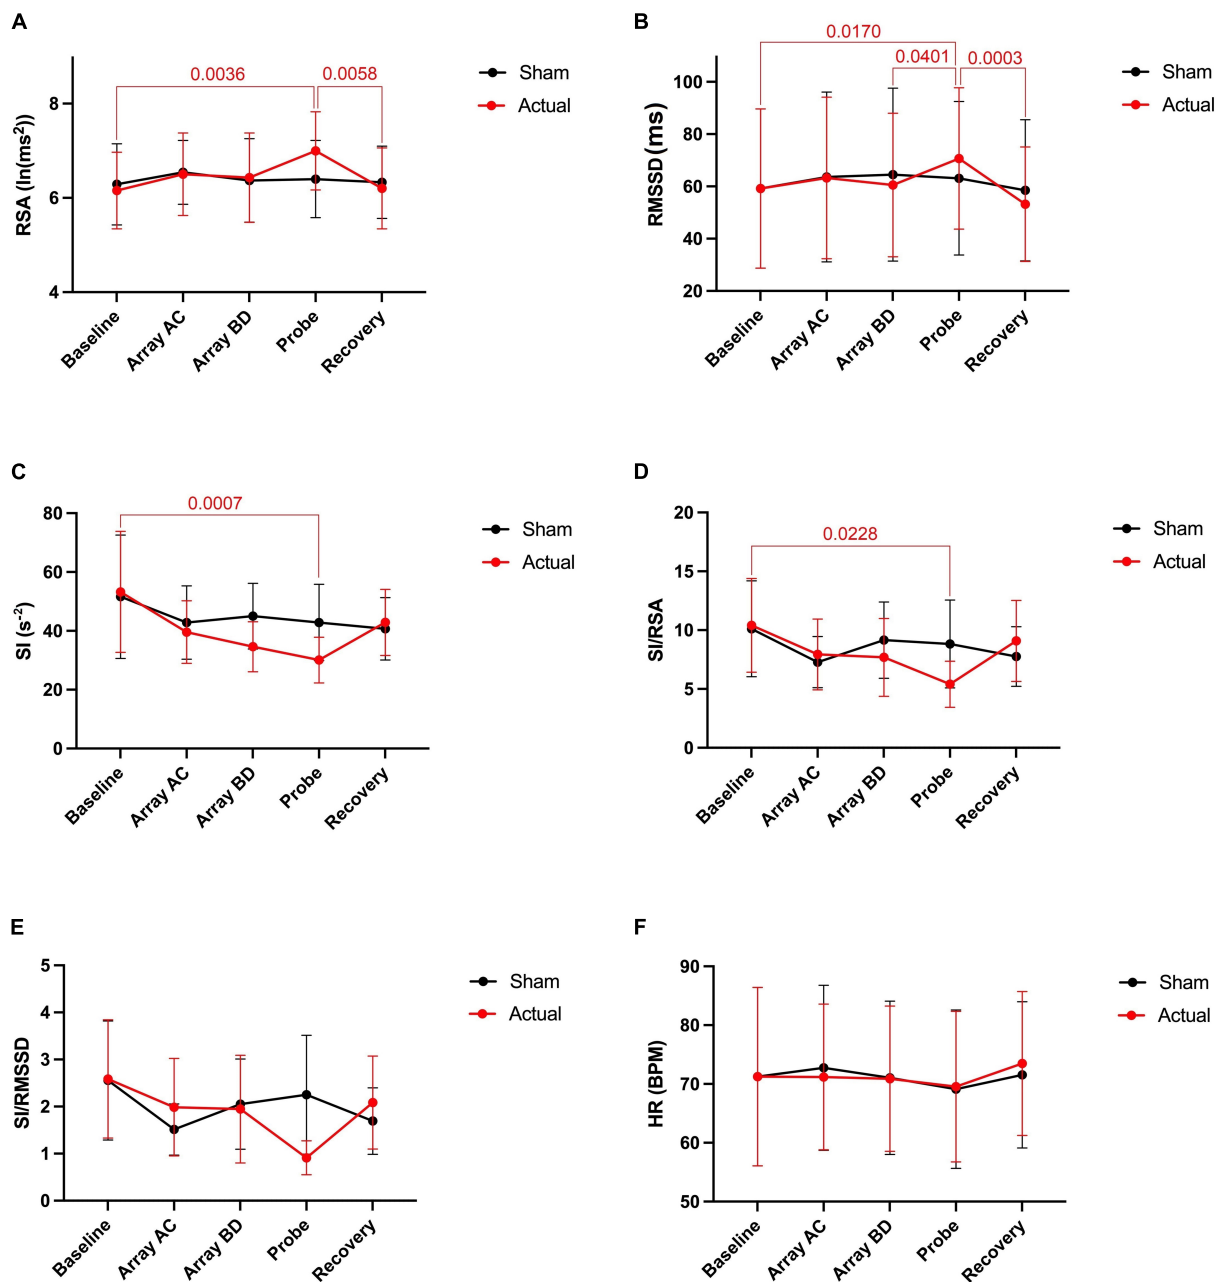 A
0.0036
0.0058
Sham
Actual
8
6
4
RSA (ln(ms²))
Baseline
Array AC
Array BD
Probe
Recovery
B
0.0170
0.0401
0.0003
Sham
Actual
100
80
60
40
20
RMSSD (ms)
Baseline
Array AC
Array BD
Probe
Recovery
C
0.0007
Sham
Actual
80
60
40
20
0
SI (s⁻²)
Baseline
Array AC
Array BD
Probe
Recovery
D
0.0228
Sham
Actual
20
15
10
5
0
SI/RSA
Baseline
Array AC
Array BD
Probe
Recovery
E
Sham
Actual
5
4
3
2
1
0
SI/RMSSD
Baseline
Array AC
Array BD
Probe
Recovery
F
Sham
Actual
90
80
70
60
50
HR (BPM)
Baseline
Array AC
Array BD
Probe
Recovery